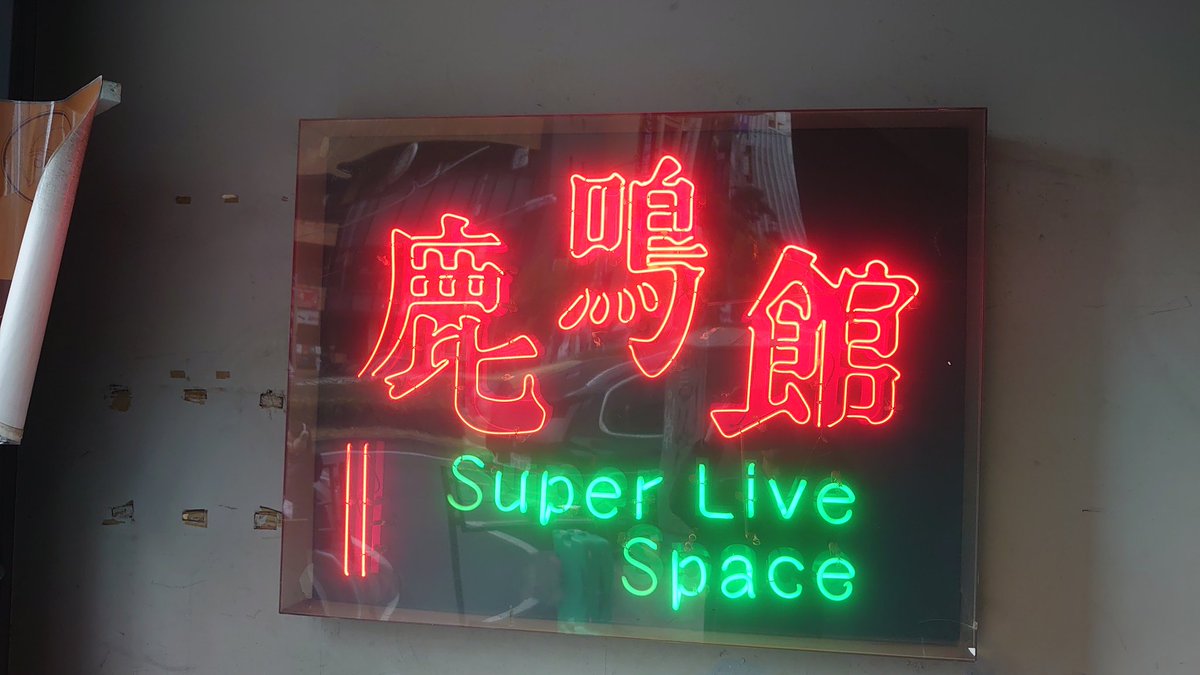 鹿鳴館
Super Live
Space